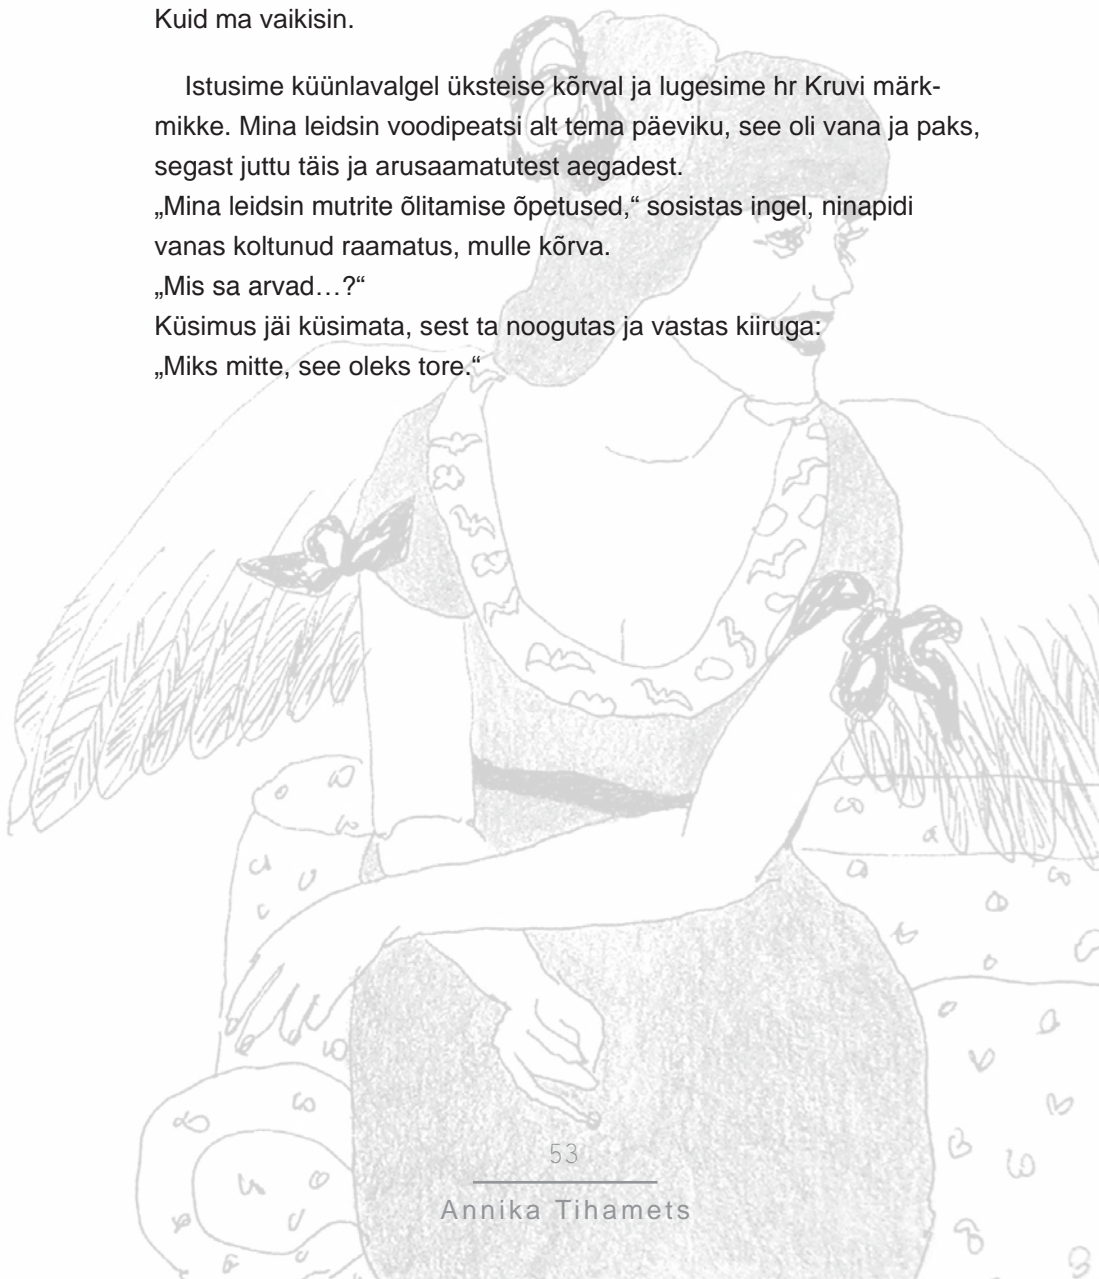 Kuid ma vaikisin.
Istusime küünlavalgel üksteise kõrval ja lugesime hr Kruvi märk-
mikke. Mina leidsin voodipeatsi alt tema päeviku, see oli vana ja paks,
segast juttu täis ja arusaamatutest aegadest.
„Mina leidsin mutrite õlitamise õpetused,“ sosistas ingel, ninapidi
vanas koltunud raamatus, mulle kõrva.
„Mis sa arvad…?“
Küsimus jäi küsimata, sest ta noogutas ja vastas kiiruga:
„Miks mitte, see oleks tore.“
53
Annika Tihamets